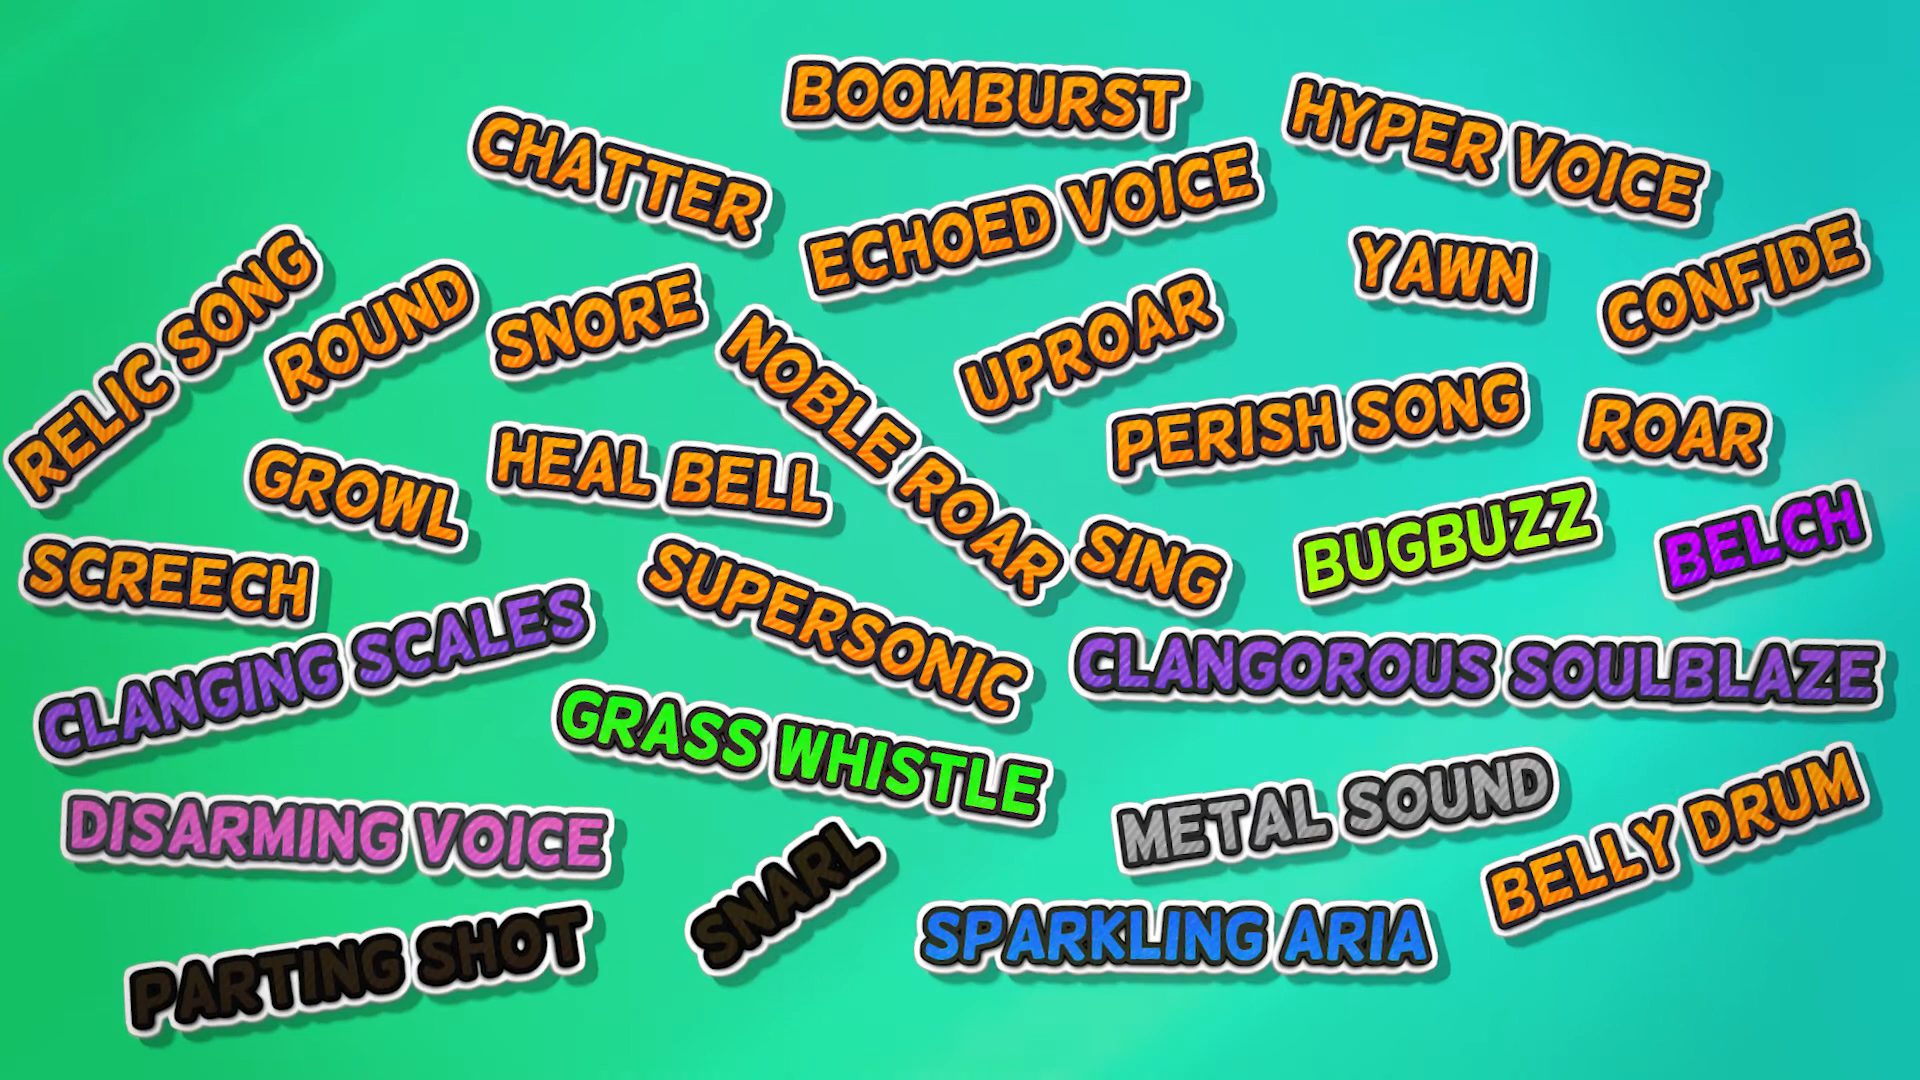 BOOMBURST
HYPER VOICE
CHATTER
ECHOED VOICE
YAWN
CONFIDE
RELIC SONG
ROUND
SNORE
NOBLE ROAR
UPROAR
PERISH SONG
ROAR
GROWL
HEAL BELL
SCREECH
SUPERSONIC
SING
BUGBUZZ
BELCH
CLANGING SCALES
CLANGOROUS SOULBLAZE
GRASS WHISTLE
METAL SOUND
BELLY DRUM
DISARMING VOICE
SNARL
SPARKLING ARIA
PARTING SHOT